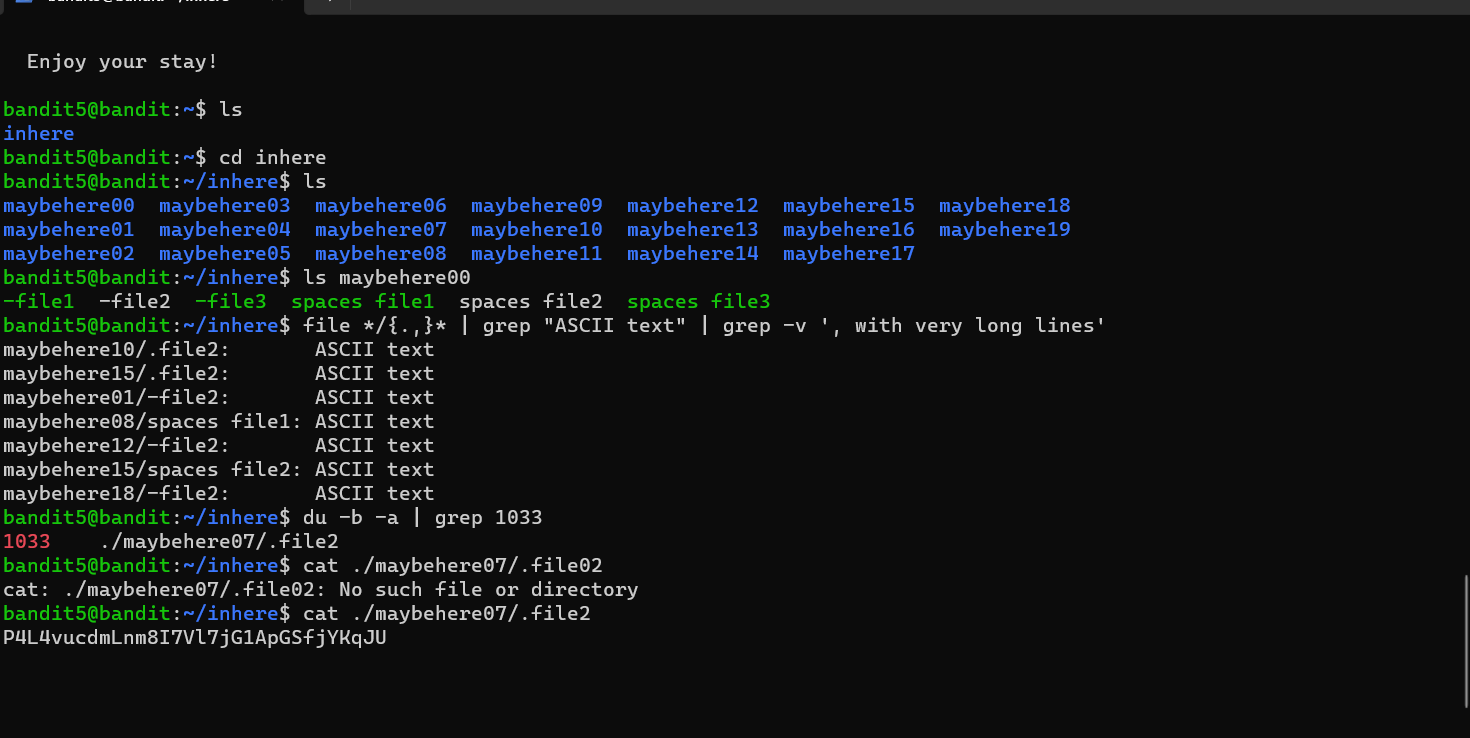 Enjoy your stay!
bandit5@bandit:~$ ls
inhere
bandit5@bandit:~$ cd inhere
bandit5@bandit:~/inhere$ ls
maybehere00  maybehere03  maybehere06  maybehere09  maybehere12  maybehere15  maybehere18
maybehere01  maybehere04  maybehere07  maybehere10  maybehere13  maybehere16  maybehere19
maybehere02  maybehere05  maybehere08  maybehere11  maybehere14  maybehere17
bandit5@bandit:~/inhere$ ls maybehere00
-file1  -file2  -file3  spaces file1  spaces file2  spaces file3
bandit5@bandit:~/inhere$ file */{.,}* | grep "ASCII text" | grep -v ', with very long lines'
maybehere10/.file2:       ASCII text
maybehere15/.file2:       ASCII text
maybehere01/-file2:       ASCII text
maybehere08/spaces file1: ASCII text
maybehere12/-file2:       ASCII text
maybehere15/spaces file2: ASCII text
maybehere18/-file2:       ASCII text
bandit5@bandit:~/inhere$ du -b -a | grep 1033
1033    ./maybehere07/.file2
bandit5@bandit:~/inhere$ cat ./maybehere07/.file02
cat: ./maybehere07/.file02: No such file or directory
bandit5@bandit:~/inhere$ cat ./maybehere07/.file2
P4L4vucdmLnm8I7Vl7jG1ApGSfjYKqJU